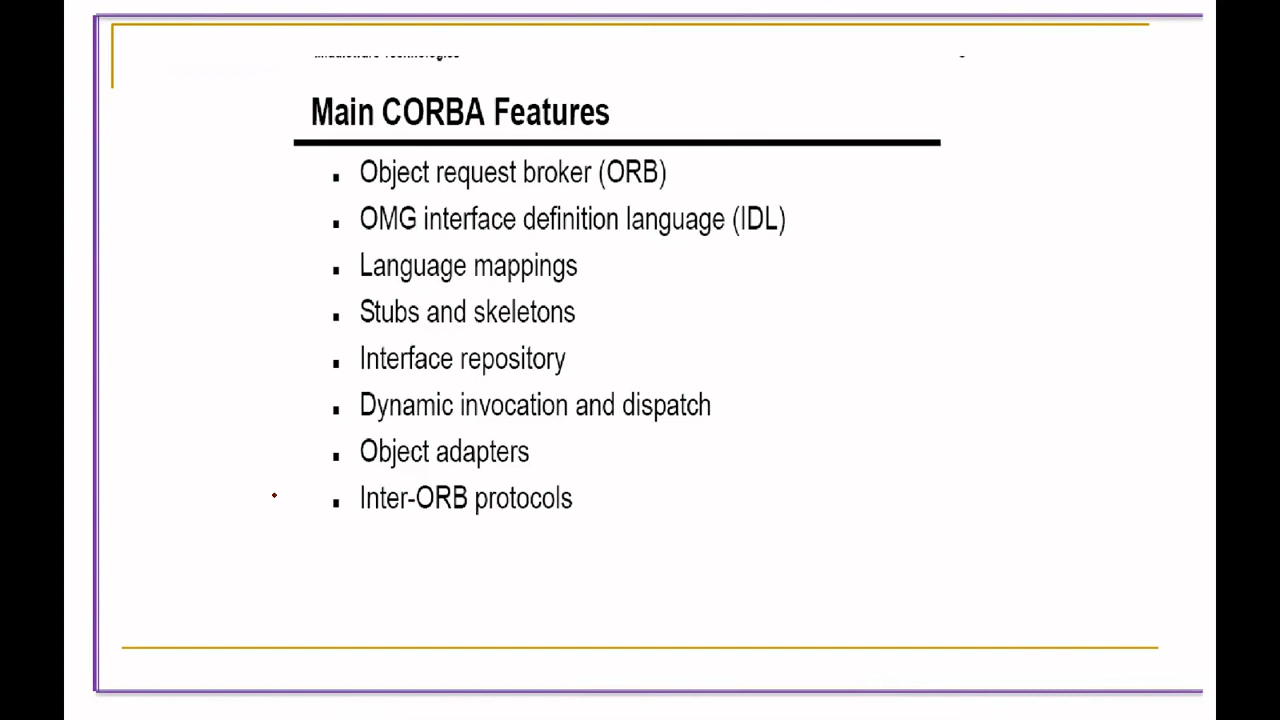 Main CORBA Features
Object request broker (ORB)
OMG interface definition language (IDL)
Language mappings
Stubs and skeletons
Interface repository
Dynamic invocation and dispatch
Object adapters
Inter-ORB protocols